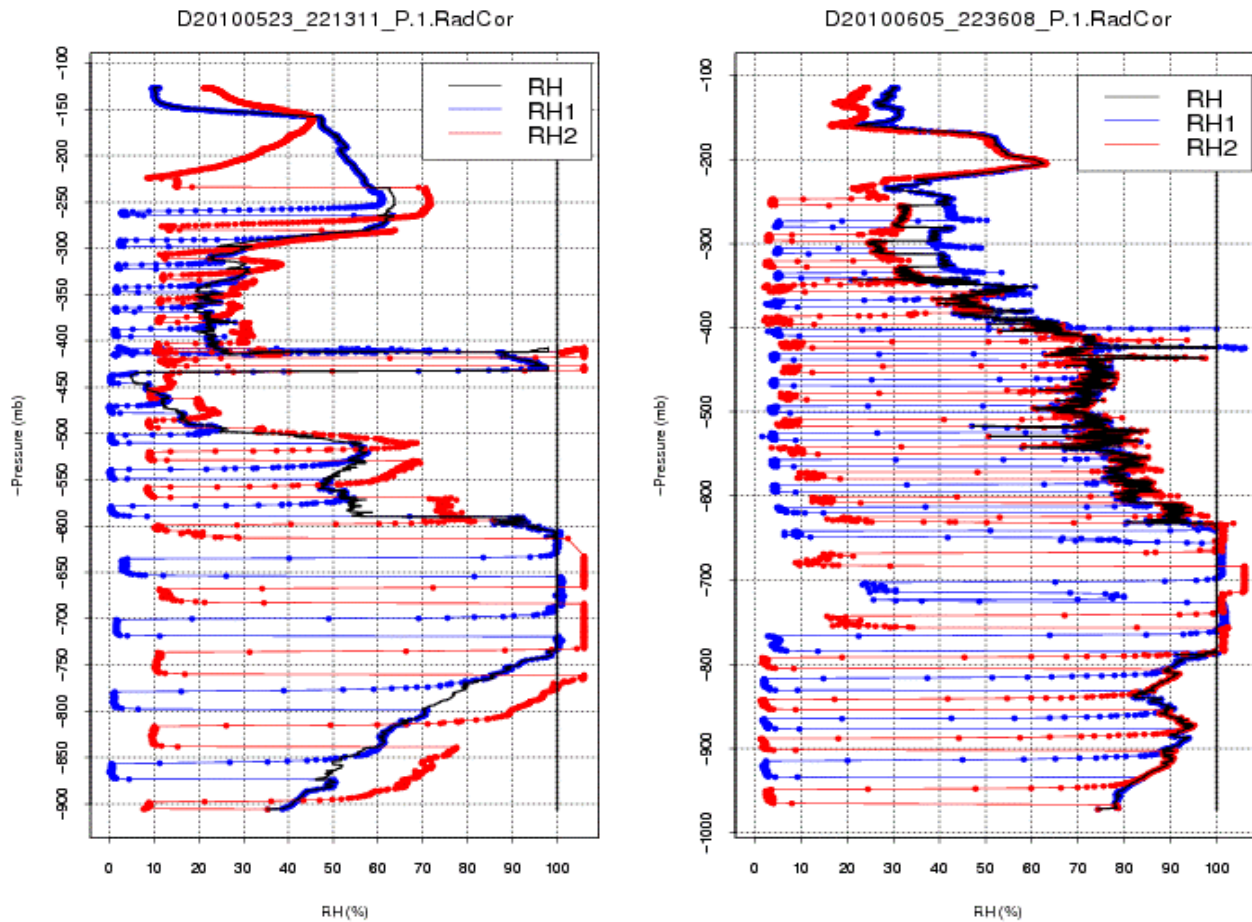 D20100523_221311_P.1.RadCor
-100
-150
-200
-250
-300
-350
-400
-450
-500
-550
-600
-650
-700
-750
-800
-850
-900
-Pressure (mb)
RH
RH1
RH2
0 10 20 30 40 50 60 70 80 90 100
RH (%)
D20100605_223608_P.1.RadCor
-100
-200
-300
-400
-500
-600
-700
-800
-900
-1000
-Pressure (mb)
RH
RH1
RH2
0 10 20 30 40 50 60 70 80 90 100
RH (%)